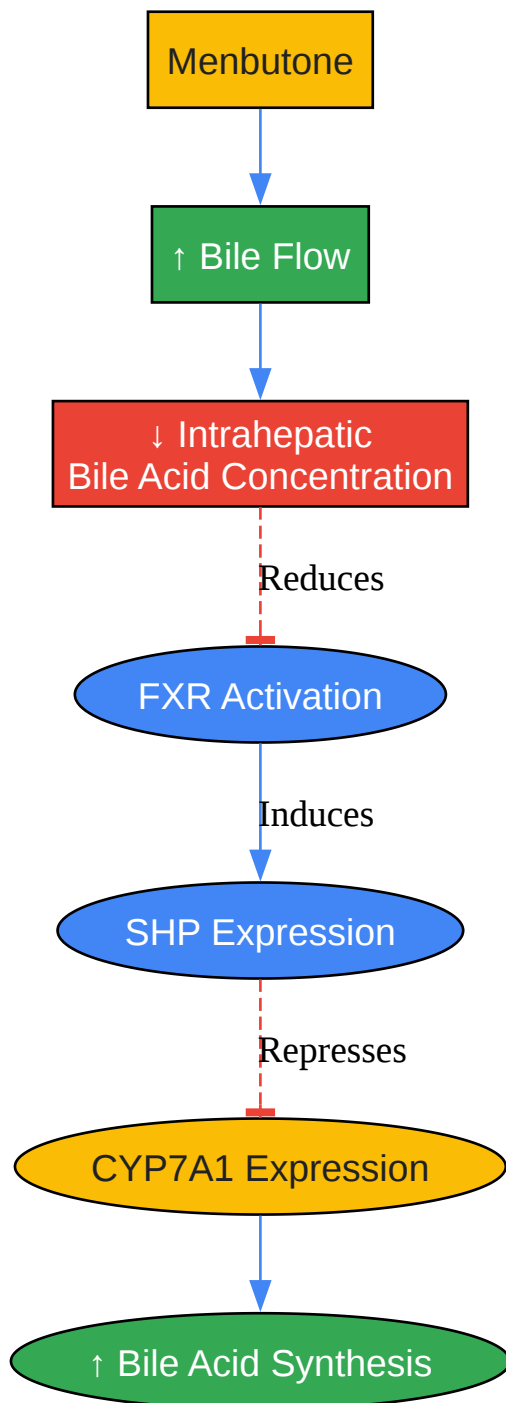 Menbutone
↑ Bile Flow
↓ Intrahepatic
Bile Acid Concentration
Reduces
FXR Activation
Induces
SHP Expression
Represses
CYP7A1 Expression
↑ Bile Acid Synthesis